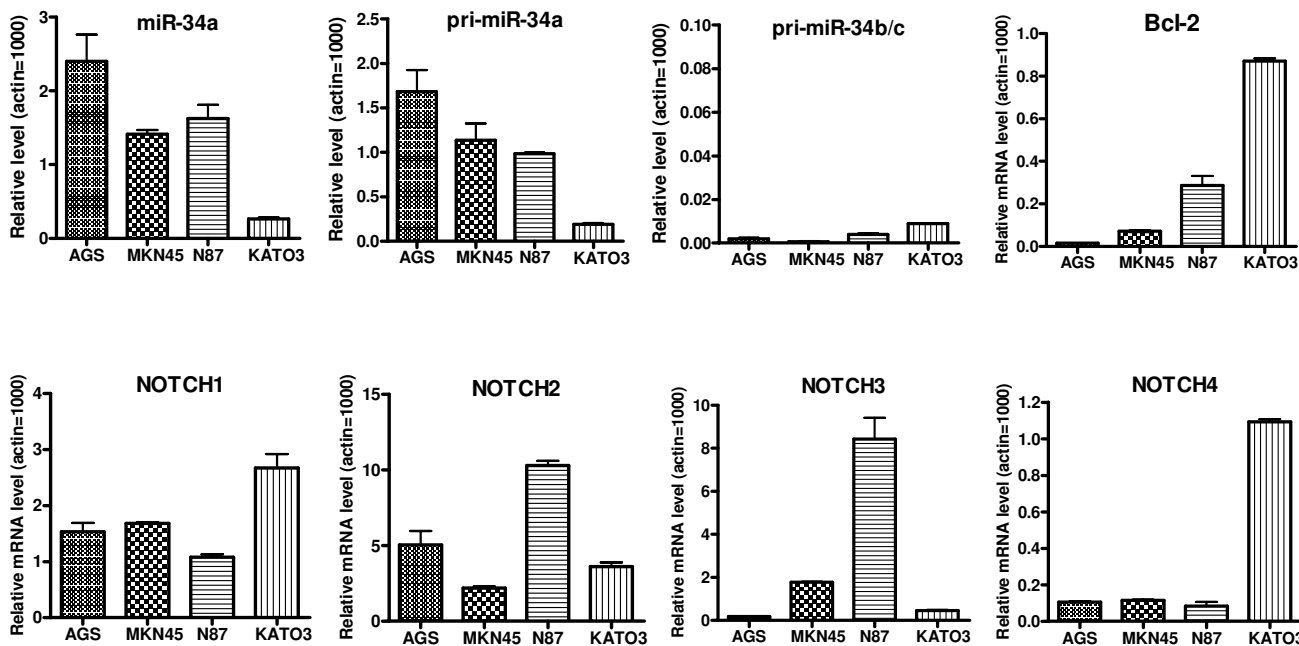 miR-34a
Relative level (actin=1000)
3
2
1
0
AGS MKN45 N87 KATO3
pri-miR-34a
Relative level (actin=1000)
2.5
2.0
1.5
1.0
0.5
0.0
AGS MKN45 N87 KATO3
pri-miR-34b/c
Relative level (actin=1000)
0.10
0.08
0.06
0.04
0.02
0.00
AGS MKN45 N87 KATO3
Bcl-2
Relative mRNA level (actin=1000)
1.0
0.8
0.6
0.4
0.2
0.0
AGS MKN45 N87 KATO3
NOTCH1
Relative mRNA level (actin=1000)
4
3
2
1
0
AGS MKN45 N87 KATO3
NOTCH2
Relative mRNA level (actin=1000)
15
10
5
0
AGS MKN45 N87 KATO3
NOTCH3
Relative mRNA level (actin=1000)
10
8
6
4
2
0
AGS MKN45 N87 KATO3
NOTCH4
Relative mRNA level (actin=1000)
1.2
1.0
0.8
0.6
0.4
0.2
0.0
AGS MKN45 N87 KATO3